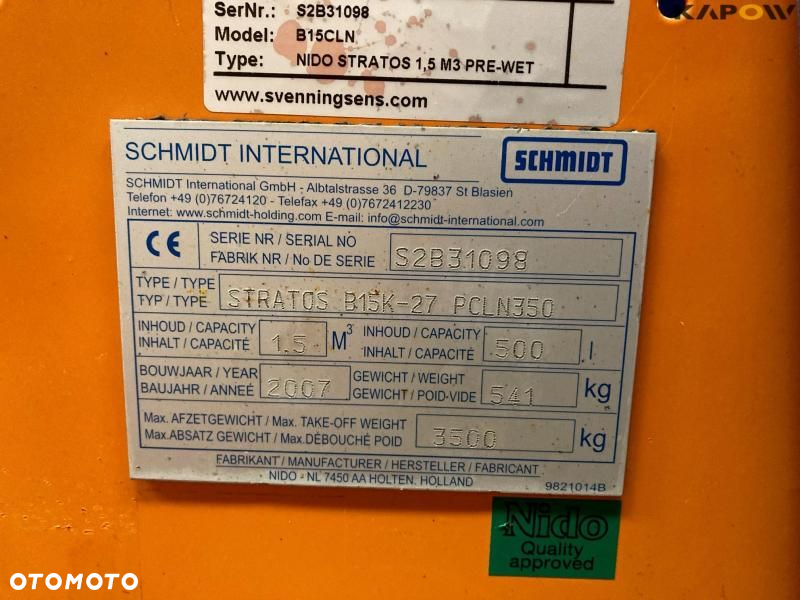 KAPOW
SerNr.: S2B31098
Model: B15CLN
Type: NIDO STRATOS 1,5 M3 PRE-WET
www.svenningsens.com
SCHMIDT INTERNATIONAL
SCHMIDT
SCHMIDT International GmbH - Albtalstrasse 36 D-79837 St Blasien
Telefon +49 (0)76724120 - Telefax +49 (0)7672412230
Internet: www.schmidt-holding.com E-mail: info@schmidt-international.com
CE
SERIE NR / SERIAL NO
FABRIK NR / No DE SERIE
S2B31098
TYPE / TYPE
TYP / TYPE
STRATOS B15K-27 PCLN350
INHOUD / CAPACITY
INHALT / CAPACITÉ
1.5 M³
INHOUD / CAPACITY
INHALT / CAPACITÉ
500 l
BOUWJAAR / YEAR
BAUJAHR / ANNEÉ
2007
GEWICHT / WEIGHT
GEWICHT / POID-VIDE
541 kg
Max. AFZETGEWICHT / Max. TAKE-OFF WEIGHT
Max. ABSATZ GEWICHT / Max. DÉBOUCHÉ POID
3500 kg
FABRIKANT / MANUFACTURER / HERSTELLER / FABRICANT
NIDO - NL 7450 AA HOLTEN. HOLLAND
9821014B
Nido
Quality
approved
OTOMOTO